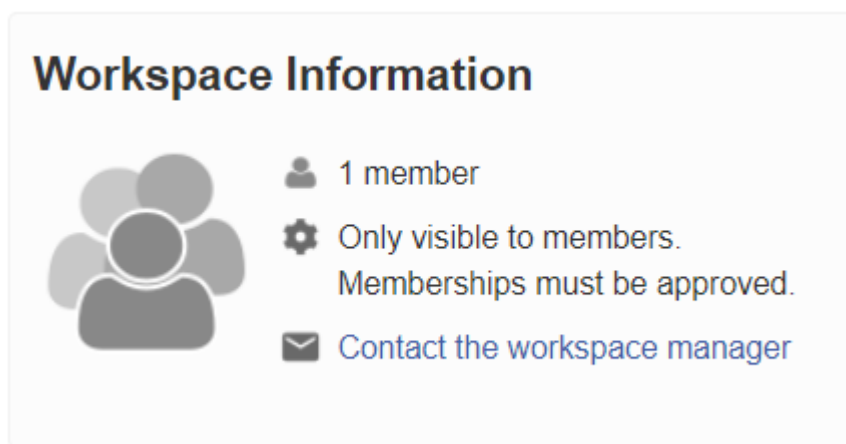 Workspace Information
1 member
Only visible to members.
Memberships must be approved.
Contact the workspace manager